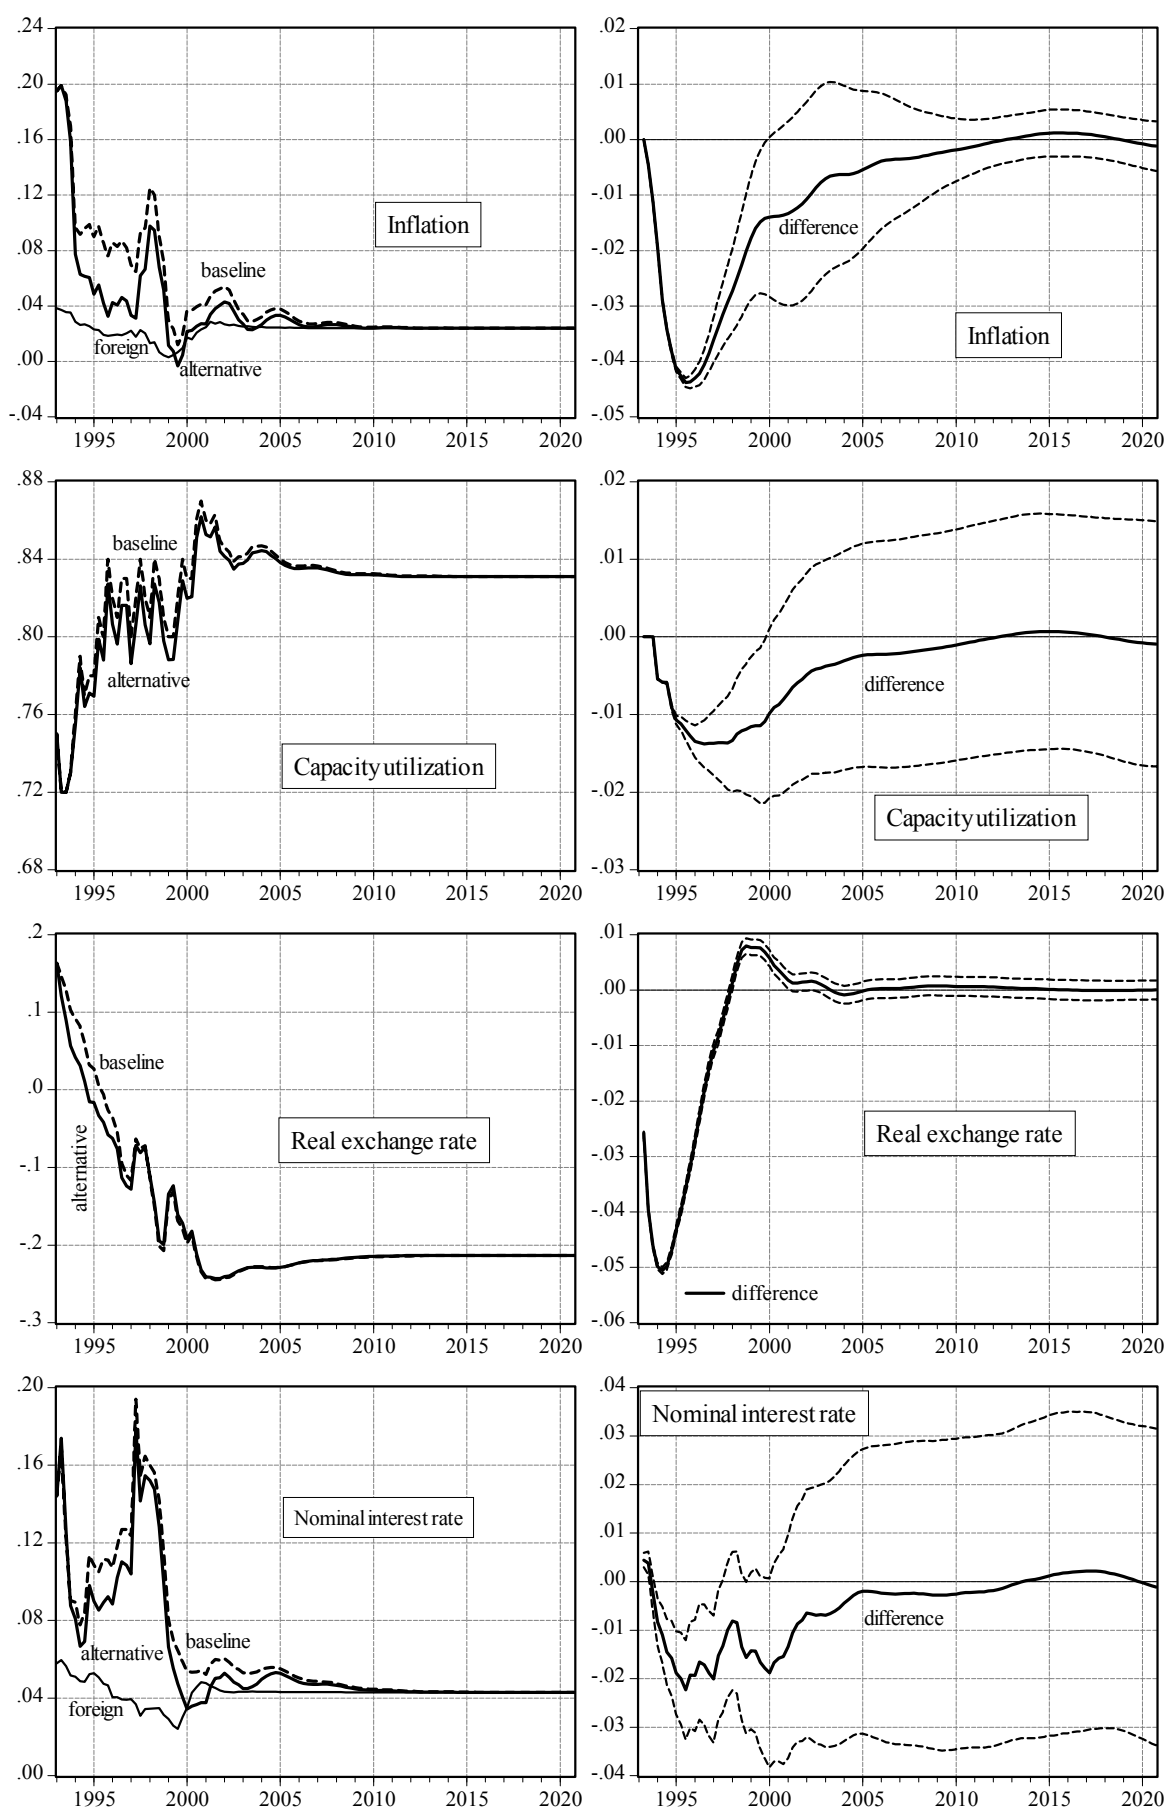 .24
.20
.16
.12
.08
.04
.00
-.04
Inflation
baseline
foreign
alternative
1995 2000 2005 2010 2015 2020
.02
.01
.00
-.01
-.02
-.03
-.04
-.05
difference
Inflation
1995 2000 2005 2010 2015 2020
.88
.84
.80
.76
.72
.68
baseline
alternative
Capacity utilization
1995 2000 2005 2010 2015 2020
.02
.01
.00
-.01
-.02
-.03
difference
Capacity utilization
1995 2000 2005 2010 2015 2020
.2
.1
.0
-.1
-.2
-.3
baseline
alternative
Real exchange rate
1995 2000 2005 2010 2015 2020
.01
.00
-.01
-.02
-.03
-.04
-.05
-.06
Real exchange rate
difference
1995 2000 2005 2010 2015 2020
.20
.16
.12
.08
.04
.00
Nominal interest rate
alternative
baseline
foreign
1995 2000 2005 2010 2015 2020
.04
.03
.02
.01
.00
-.01
-.02
-.03
-.04
Nominal interest rate
difference
1995 2000 2005 2010 2015 2020